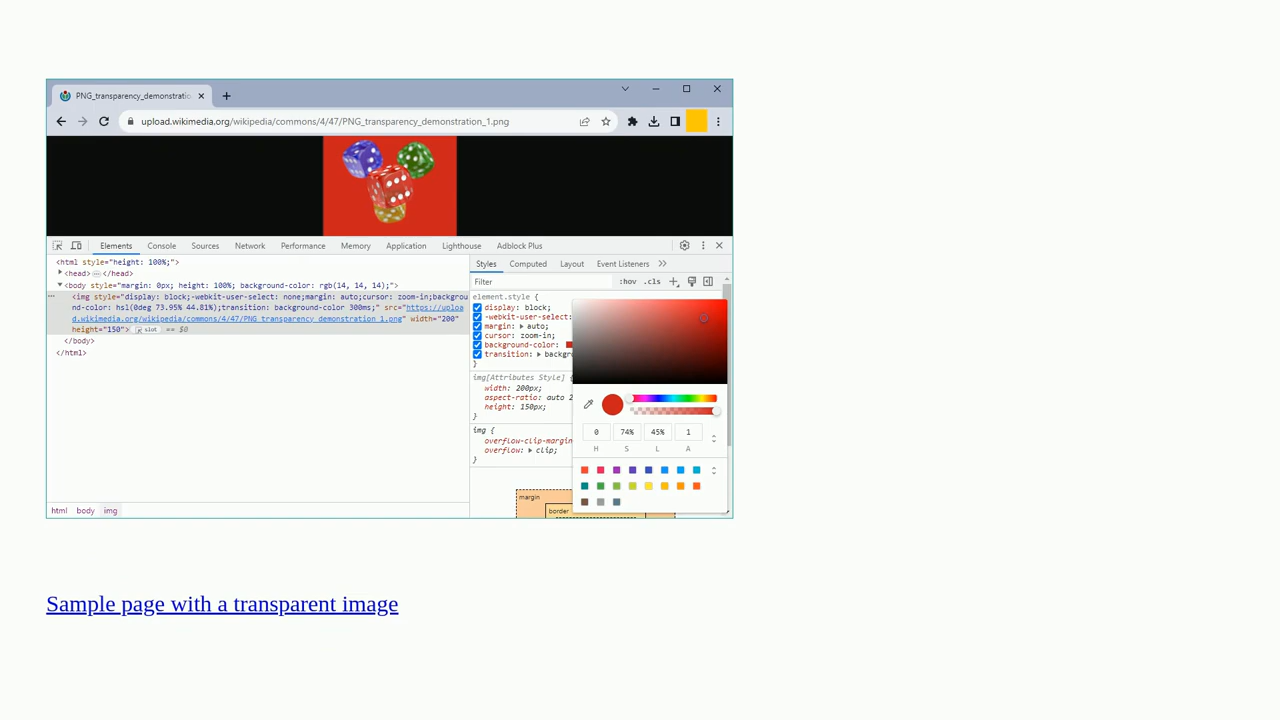 PNG_transparency_demonstratio
upload.wikimedia.org/wikipedia/commons/4/47/PNG_transparency_demonstration_1.png
Elements Console Sources Network Performance Memory Application Lighthouse Adblock Plus
<html style="height: 100%;">
<head>…</head>
<body style="margin: 0px; height: 100%; background-color: rgb(14, 14, 14);">
<img style="display: block;-webkit-user-select: none;margin: auto;cursor: zoom-in;backgrou
nd-color: hsl(0deg 73.95% 44.81%);transition: background-color 300ms;" src="https://uploa
d.wikimedia.org/wikipedia/commons/4/47/PNG_transparency_demonstration_1.png" width="200"
height="150"> slot == $0
</body>
</html>
html body img
Styles Computed Layout Event Listeners
Filter :hov .cls
element.style {
display: block;
-webkit-user-select:
margin: auto;
cursor: zoom-in;
background-color:
transition: backgr
}
img[Attributes Style] {
width: 200px;
aspect-ratio: auto 2
height: 150px;
}
img {
overflow-clip-margin
overflow: clip;
}
margin
border
0 74% 45% 1
H S L A
Sample page with a transparent image